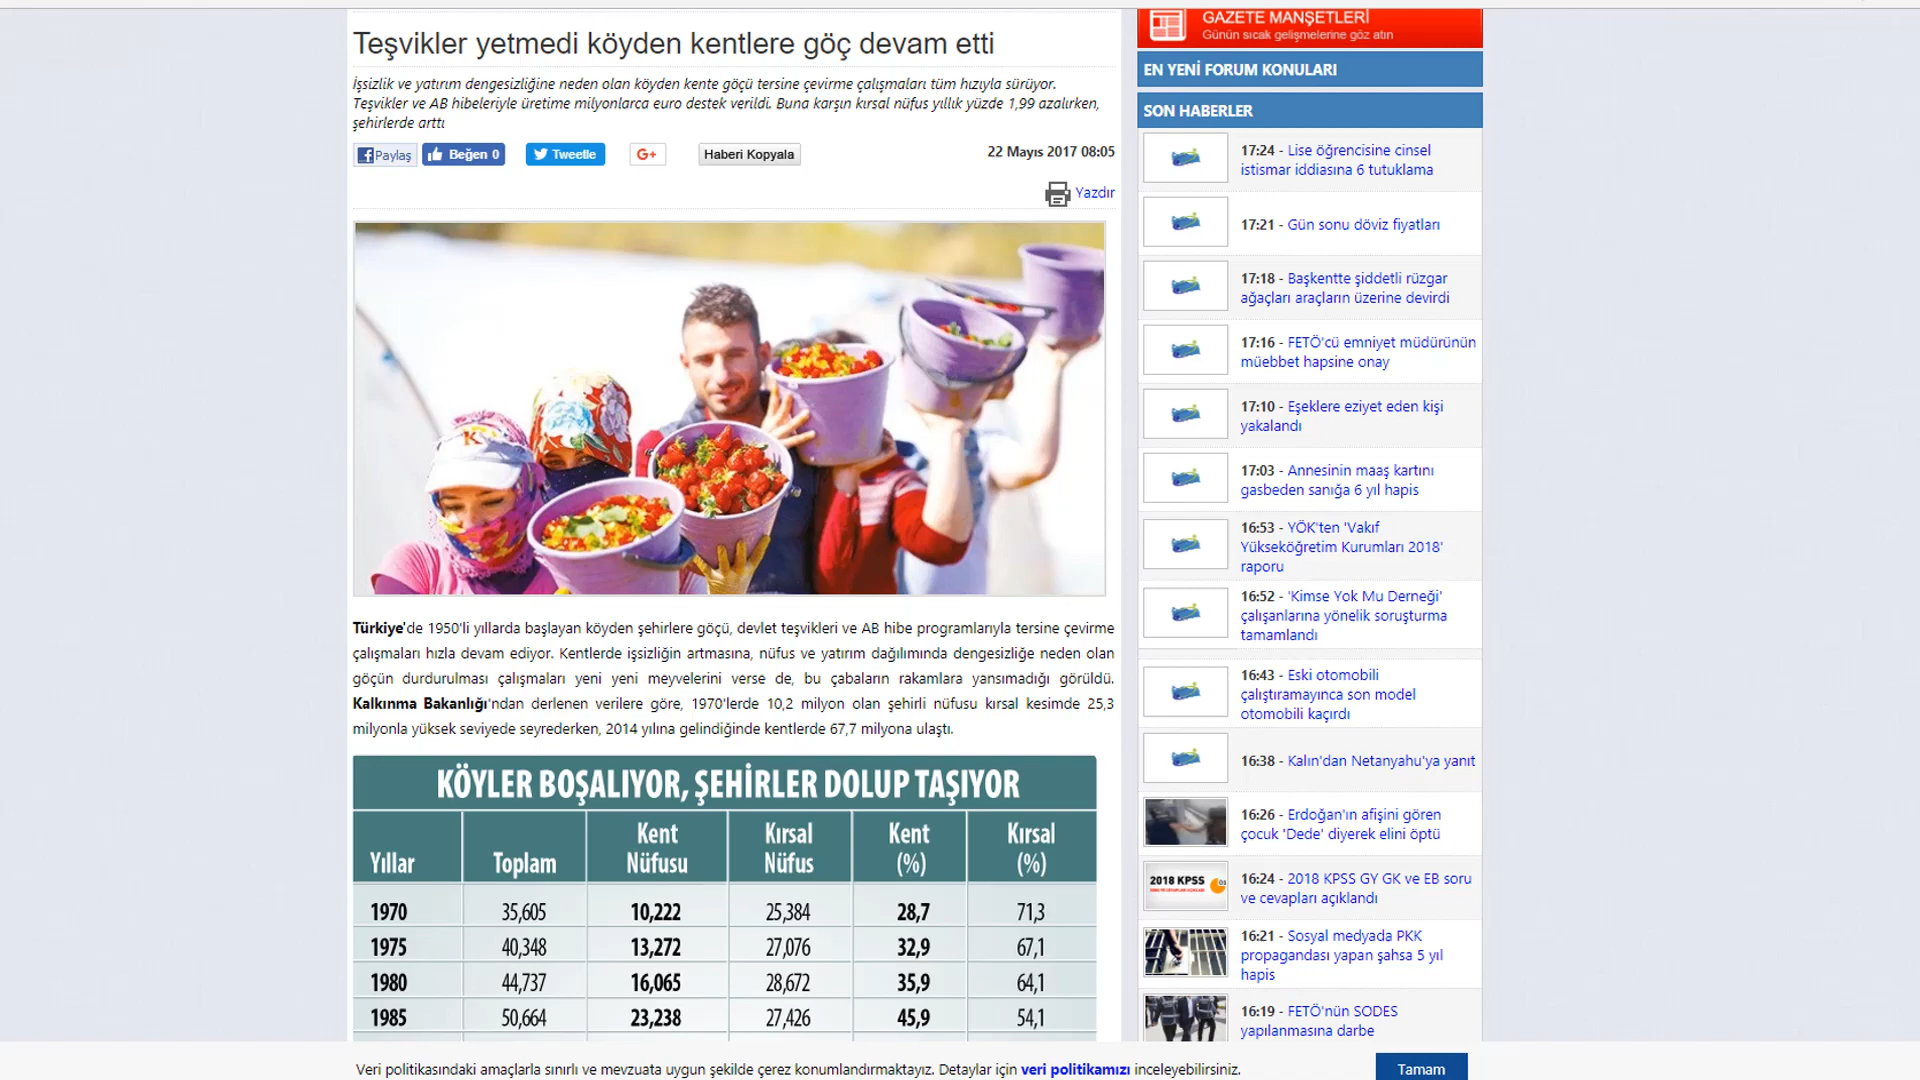 Teşvikler yetmedi köyden kentlere göç devam etti
İşsizlik ve yatırım dengesizliğine neden olan köyden kente göçü tersine çevirme çalışmaları tüm hızıyla sürüyor.
Teşvikler ve AB hibeleriyle üretime milyonlarca euro destek verildi. Buna karşın kırsal nüfus yıllık yüzde 1,99 azalırken,
şehirlerde arttı
Paylaş Beğen 0 Tweetle G+ Haberi Kopyala 22 Mayıs 2017 08:05
Yazdır
Türkiye'de 1950'li yıllarda başlayan köyden şehirlere göçü, devlet teşvikleri ve AB hibe programlarıyla tersine çevirme
çalışmaları hızla devam ediyor. Kentlerde işsizliğin artmasına, nüfus ve yatırım dağılımında dengesizliğe neden olan
göçün durdurulması çalışmaları yeni yeni meyvelerini verse de, bu çabaların rakamlara yansımadığı görüldü.
Kalkınma Bakanlığı'ndan derlenen verilere göre, 1970'lerde 10,2 milyon olan şehirli nüfusu kırsal kesimde 25,3
milyonla yüksek seviyede seyrederken, 2014 yılına gelindiğinde kentlerde 67,7 milyona ulaştı.
KÖYLER BOŞALIYOR, ŞEHİRLER DOLUP TAŞIYOR
Yıllar Toplam Kent Nüfusu Kırsal Nüfus Kent (%) Kırsal (%)
1970 35,605 10,222 25,384 28,7 71,3
1975 40,348 13,272 27,076 32,9 67,1
1980 44,737 16,065 28,672 35,9 64,1
1985 50,664 23,238 27,426 45,9 54,1
GAZETE MANŞETLERİ
Günün sıcak gelişmelerine göz atın
EN YENİ FORUM KONULARI
SON HABERLER
17:24 - Lise öğrencisine cinsel
istismar iddiasına 6 tutuklama
17:21 - Gün sonu döviz fiyatları
17:18 - Başkentte şiddetli rüzgar
ağaçları araçların üzerine devirdi
17:16 - FETÖ'cü emniyet müdürünün
müebbet hapsine onay
17:10 - Eşeklere eziyet eden kişi
yakalandı
17:03 - Annesinin maaş kartını
gasbeden sanığa 6 yıl hapis
16:53 - YÖK'ten 'Vakıf
Yükseköğretim Kurumları 2018'
raporu
16:52 - 'Kimse Yok Mu Derneği'
çalışanlarına yönelik soruşturma
tamamlandı
16:43 - Eski otomobili
çalıştıramayınca son model
otomobili kaçırdı
16:38 - Kalın'dan Netanyahu'ya yanıt
16:26 - Erdoğan'ın afişini gören
çocuk 'Dede' diyerek elini öptü
2018 KPSS
16:24 - 2018 KPSS GY GK ve EB soru
ve cevapları açıklandı
16:21 - Sosyal medyada PKK
propagandası yapan şahsa 5 yıl
hapis
16:19 - FETÖ'nün SODES
yapılanmasına darbe
Veri politikasındaki amaçlarla sınırlı ve mevzuata uygun şekilde çerez konumlandırmaktayız. Detaylar için veri politikamızı inceleyebilirsiniz.
Tamam